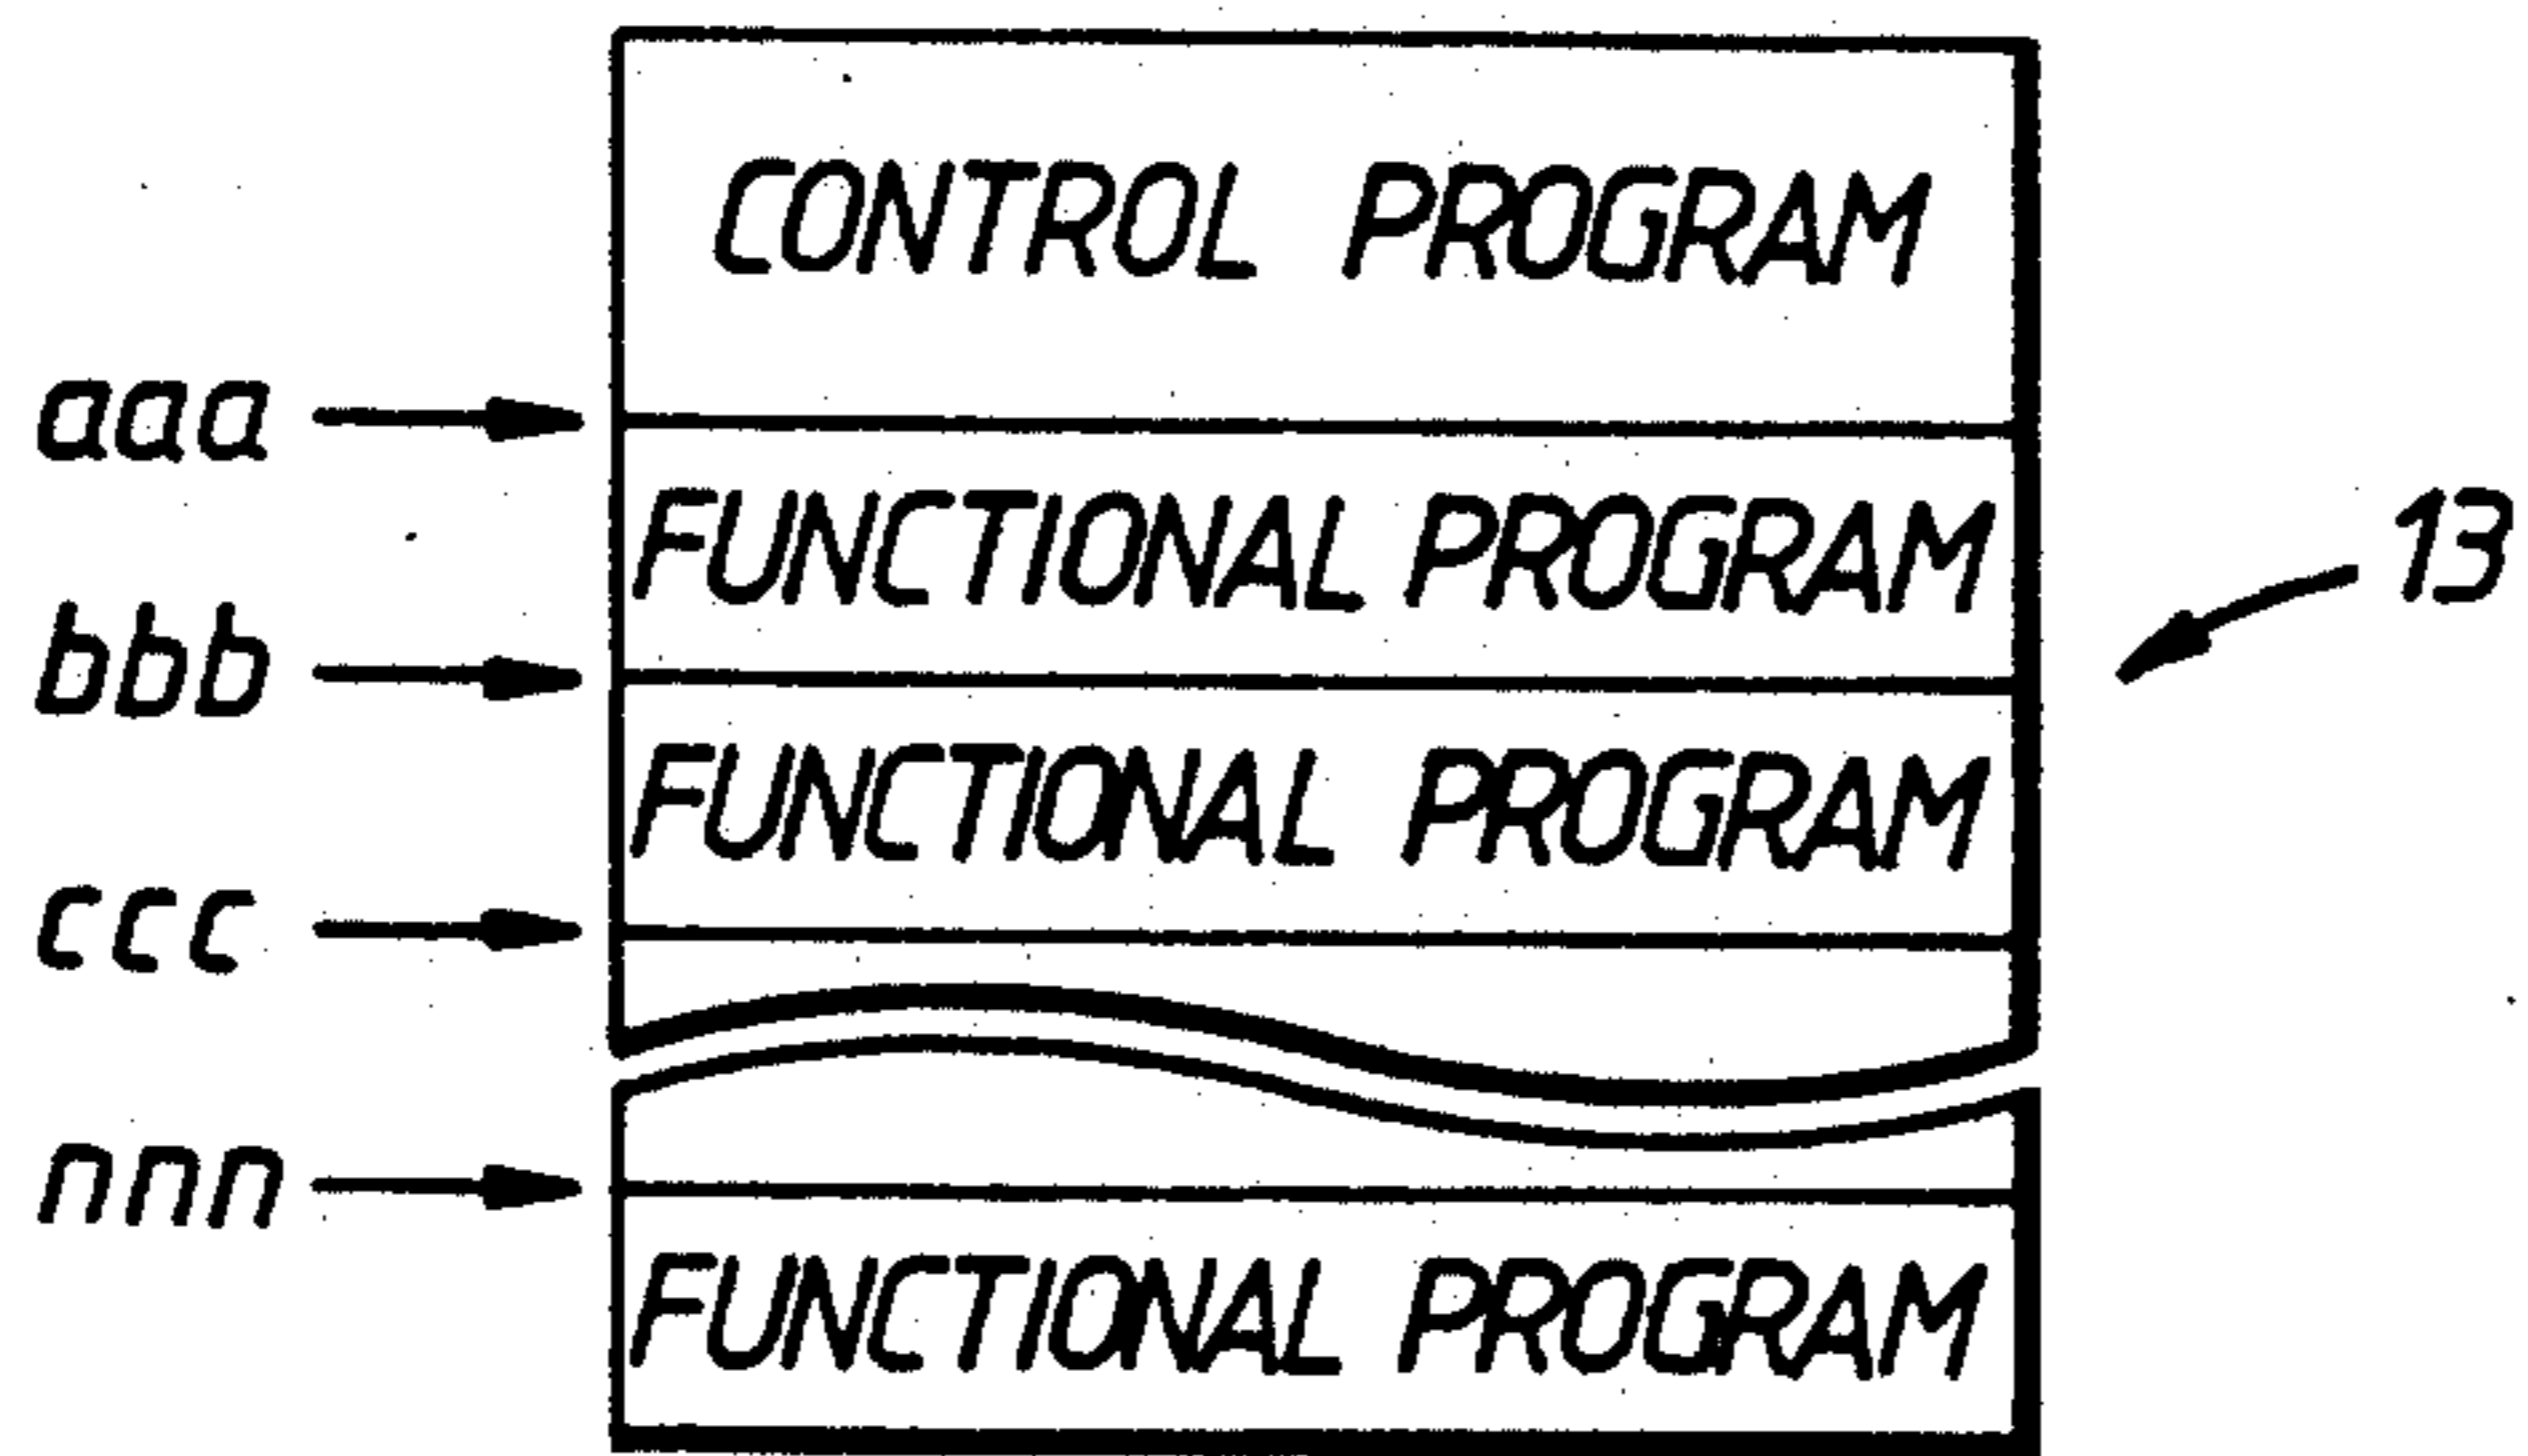 CONTROL PROGRAM
aaa
FUNCTIONAL PROGRAM
13
bbb
FUNCTIONAL PROGRAM
ccc
nnn
FUNCTIONAL PROGRAM